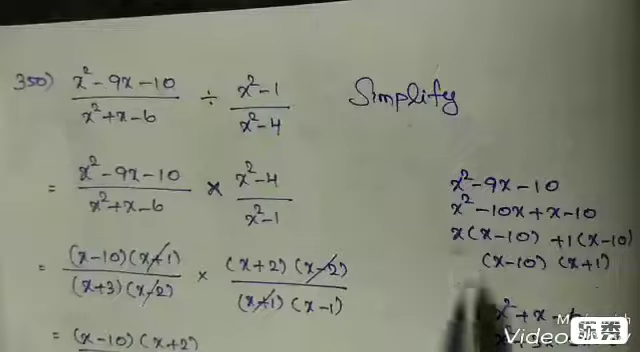 350) x² - 9x - 10 / x² + x - 6 ÷ x² - 1 / x² - 4 Simplify
= x² - 9x - 10 / x² + x - 6 × x² - 4 / x² - 1
= (x-10)(x+1) / (x+3)(x-2) × (x+2)(x-2) / (x+1)(x-1)
= (x-10)(x+2)
x² - 9x - 10
x² - 10x + x - 10
x(x-10) + 1(x-10)
(x-10)(x+1)
x² + x - 6
Video